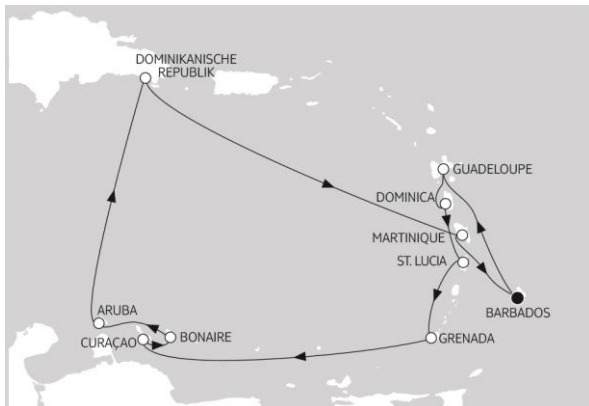 DOMINIKANISCHE
REPUBLIK
GUADELOUPE
DOMINICA
MARTINIQUE
ST. LUCIA
BARBADOS
ARUBA
CURAÇAO
BONAIRE
GRENADA